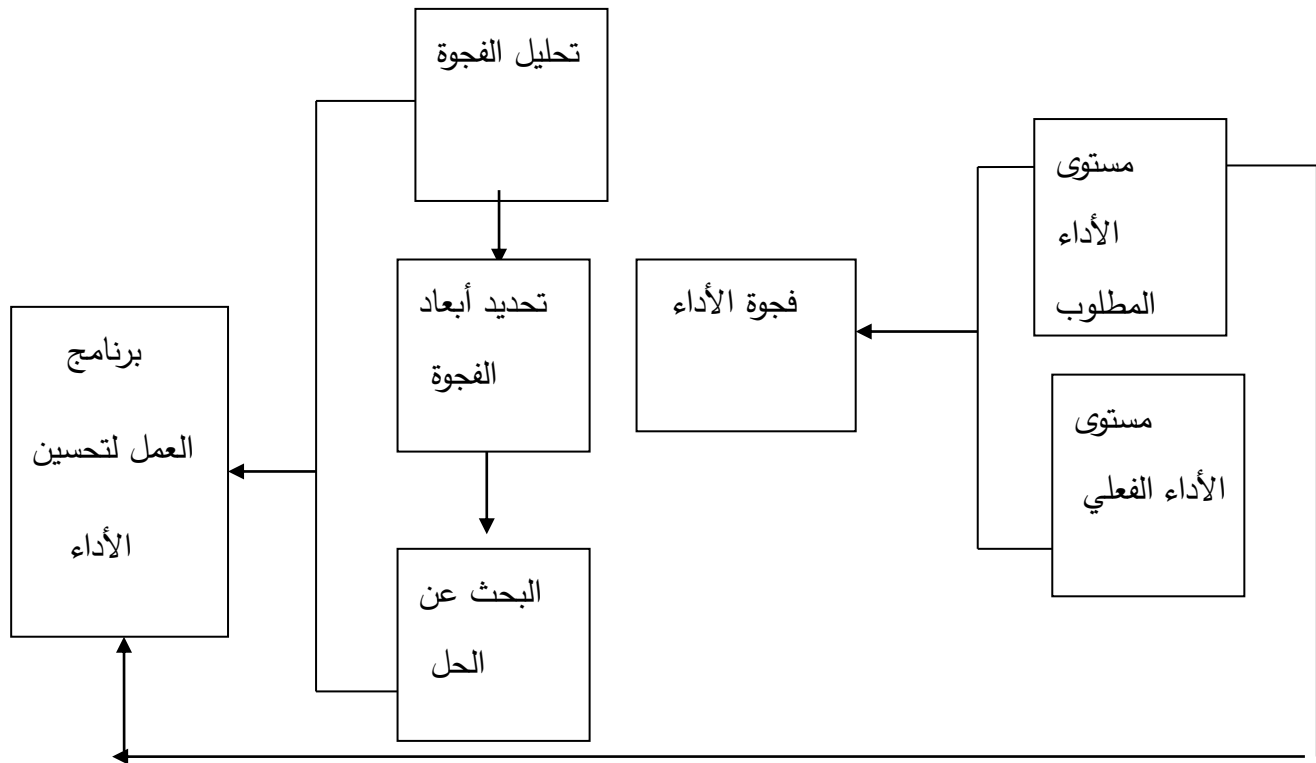 مستوى
الأداء
المطلوب
مستوى
الأداء الفعلي
فجوة الأداء
تحليل الفجوة
تحديد أبعاد
الفجوة
البحث عن
الحل
برنامج
العمل لتحسين
الأداء